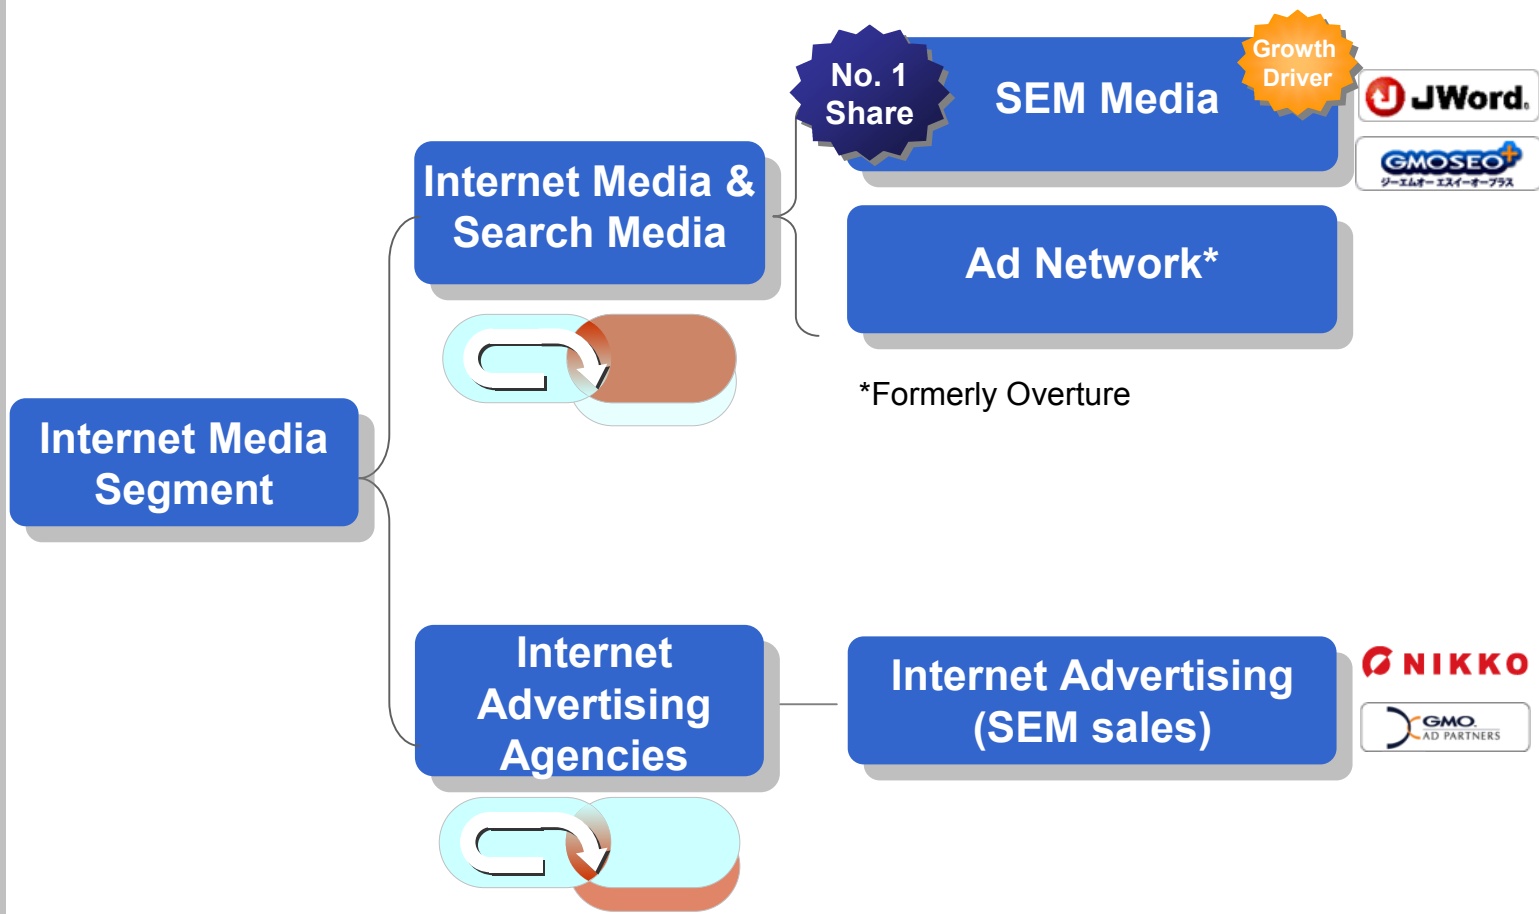 No. 1
Share
SEM Media
Growth
Driver
JWord
GMOSEO+
ジーエムオー エスイーオープラス
Internet Media &
Search Media
Ad Network*
*Formerly Overture
Internet Media
Segment
Internet
Advertising
Agencies
Internet Advertising
(SEM sales)
NIKKO
GMO.
AD PARTNERS